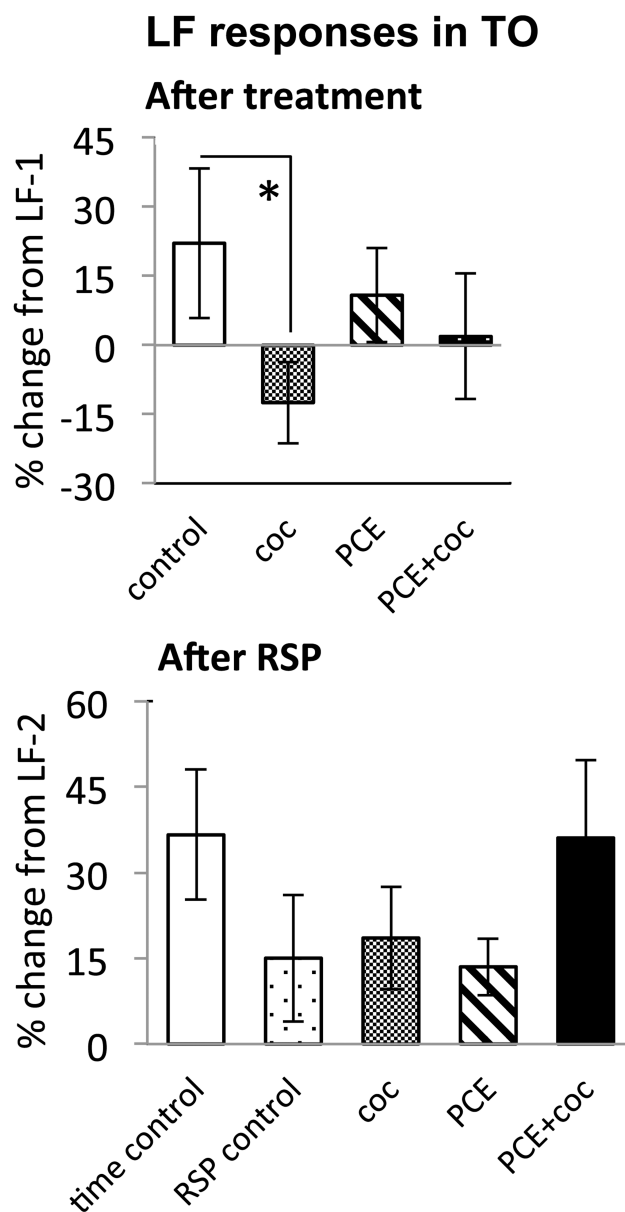 LF responses in TO
After treatment
% change from LF-1
45
30
15
0
-15
-30
*
control
coc
PCE
PCE+coc
After RSP
% change from LF-2
60
45
30
15
0
time control
RSP control
coc
PCE
PCE+coc